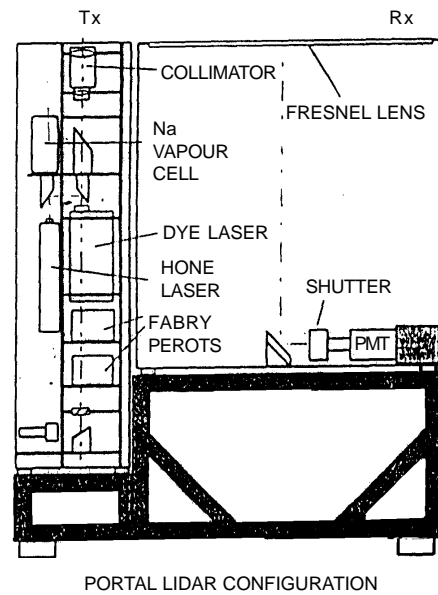 Tx
Rx
COLLIMATOR
FRESNEL LENS
Na
VAPOUR
CELL
DYE LASER
HONE
LASER
SHUTTER
FABRY
PEROTS
PMT
PORTAL LIDAR CONFIGURATION